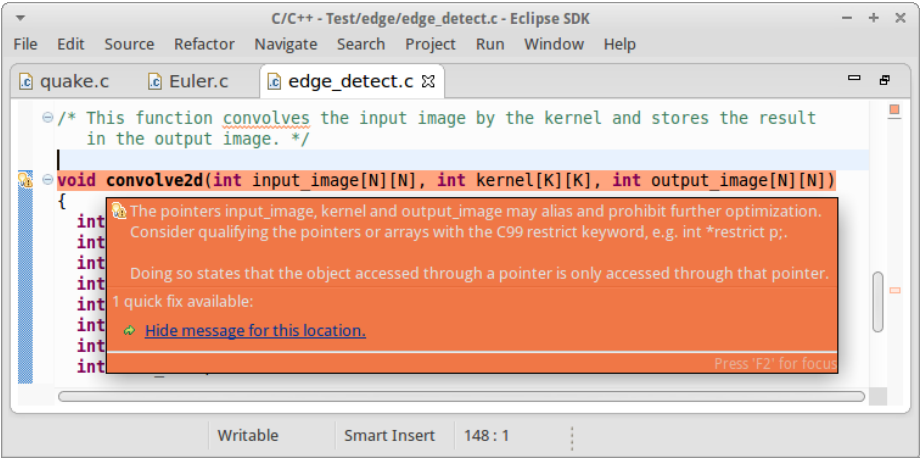 C/C++ - Test/edge/edge_detect.c - Eclipse SDK
File Edit Source Refactor Navigate Search Project Run Window Help
quake.c Euler.c edge_detect.c
/* This function convolves the input image by the kernel and stores the result
in the output image. */
void convolve2d(int input_image[N][N], int kernel[K][K], int output_image[N][N])
{
int
The pointers input_image, kernel and output_image may alias and prohibit further optimization.
int
Consider qualifying the pointers or arrays with the C99 restrict keyword, e.g. int *restrict p;.
int
int
Doing so states that the object accessed through a pointer is only accessed through that pointer.
int
1 quick fix available:
int
Hide message for this location.
int
int
Press 'F2' for focus
Writable Smart Insert 148 : 1